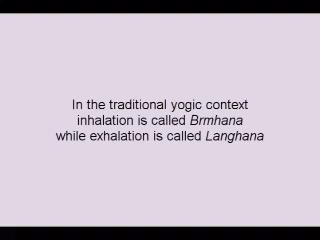 In the traditional yogic context
inhalation is called Brmhana
while exhalation is called Langhana